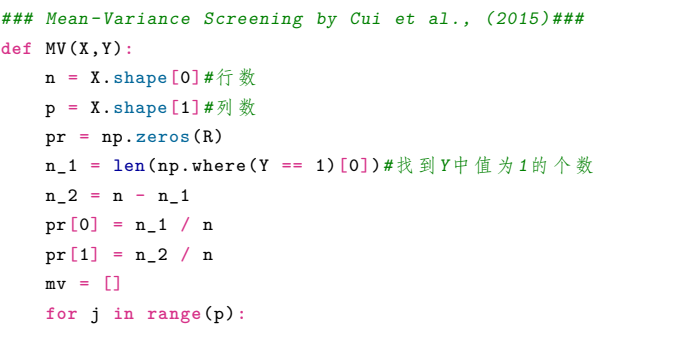 ### Mean-Variance Screening by Cui et al., (2015)###
def MV(X,Y):
    n = X.shape[0]#行数
    p = X.shape[1]#列数
    pr = np.zeros(R)
    n_1 = len(np.where(Y == 1)[0])#找到Y中值为1的个数
    n_2 = n - n_1
    pr[0] = n_1 / n
    pr[1] = n_2 / n
    mv = []
    for j in range(p):